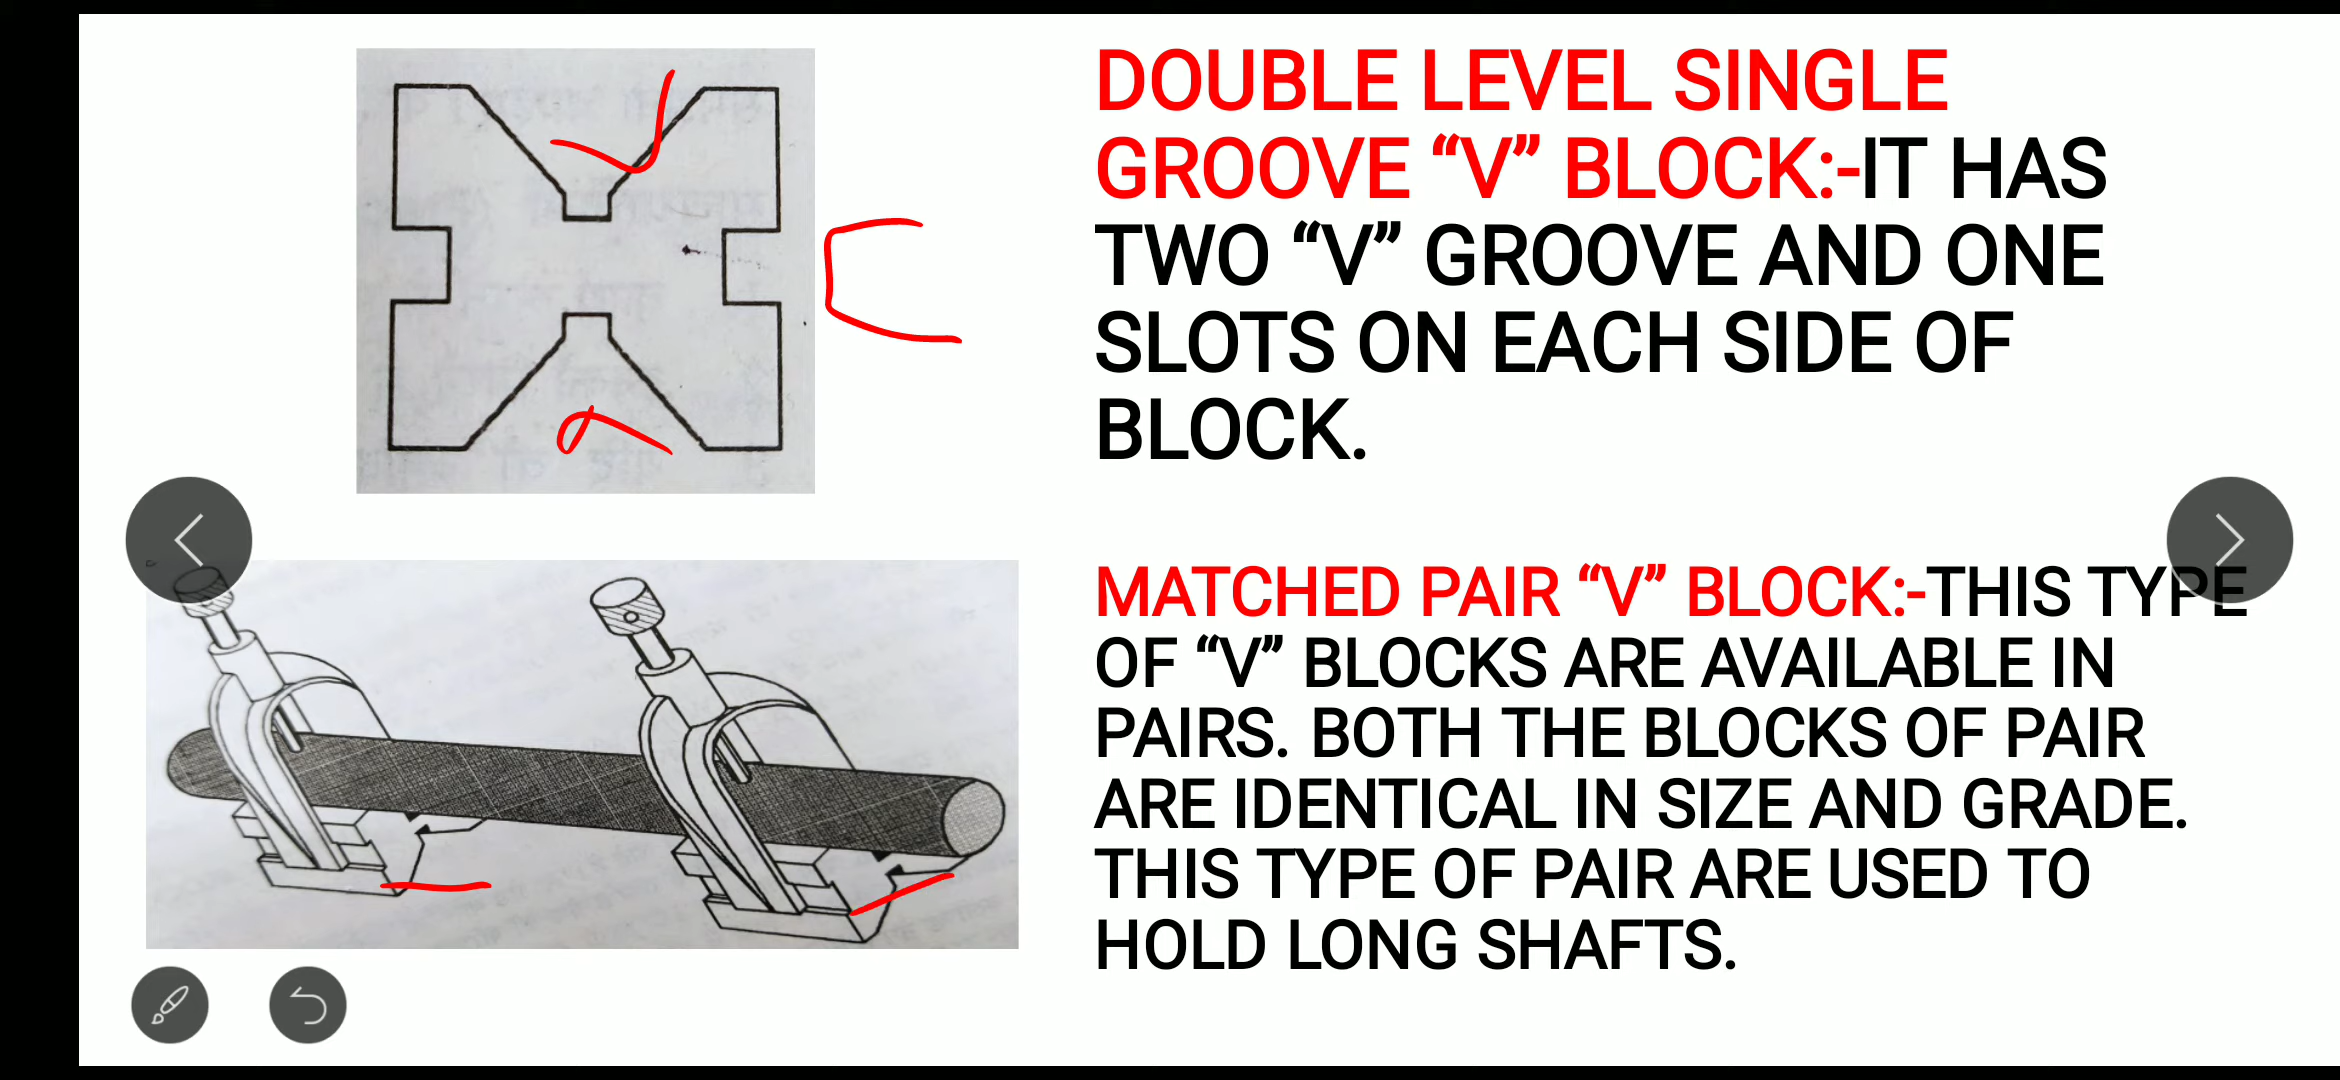 DOUBLE LEVEL SINGLE
GROOVE “V” BLOCK:-IT HAS
TWO “V” GROOVE AND ONE
SLOTS ON EACH SIDE OF
BLOCK.
MATCHED PAIR “V” BLOCK:-THIS TYPE
OF “V” BLOCKS ARE AVAILABLE IN
PAIRS. BOTH THE BLOCKS OF PAIR
ARE IDENTICAL IN SIZE AND GRADE.
THIS TYPE OF PAIR ARE USED TO
HOLD LONG SHAFTS.